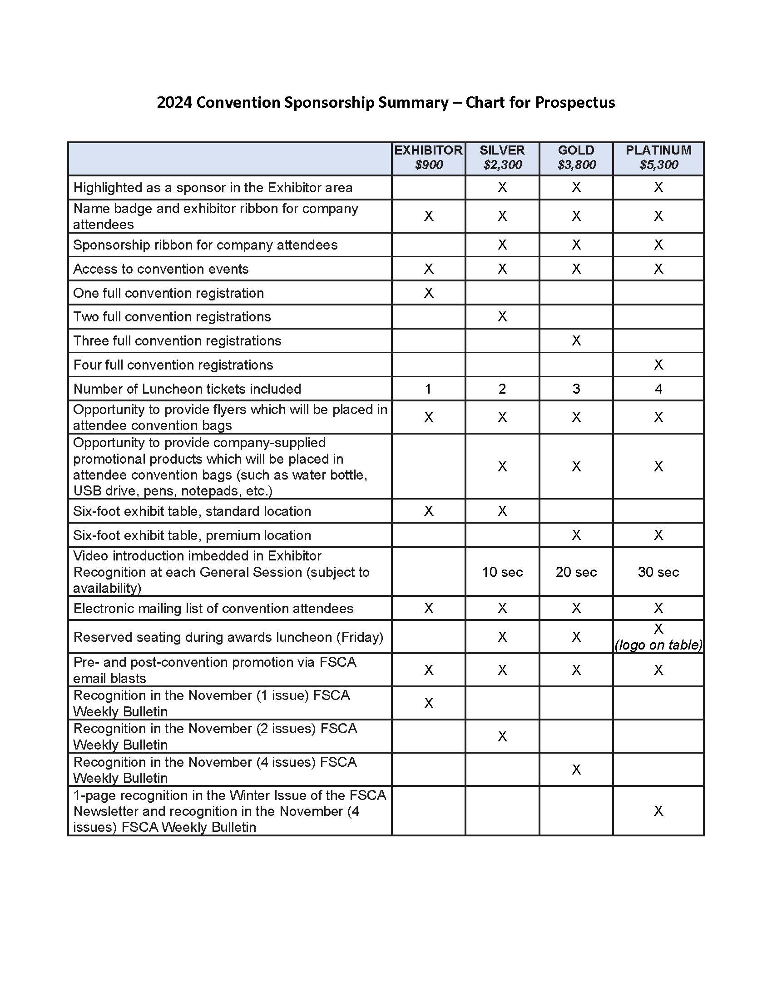 2024 Convention Sponsorship Summary – Chart for Prospectus
EXHIBITOR SILVER GOLD PLATINUM
$900 $2,300 $3,800 $5,300
Highlighted as a sponsor in the Exhibitor area X X X
Name badge and exhibitor ribbon for company
attendees X X X X
Sponsorship ribbon for company attendees X X X
Access to convention events X X X X
One full convention registration X
Two full convention registrations X
Three full convention registrations X
Four full convention registrations X
Number of Luncheon tickets included 1 2 3 4
Opportunity to provide flyers which will be placed in
attendee convention bags X X X X
Opportunity to provide company-supplied
promotional products which will be placed in
attendee convention bags (such as water bottle, X X X
USB drive, pens, notepads, etc.)
Six-foot exhibit table, standard location X X
Six-foot exhibit table, premium location X X
Video introduction imbedded in Exhibitor
Recognition at each General Session (subject to 10 sec 20 sec 30 sec
availability)
Electronic mailing list of convention attendees X X X X
Reserved seating during awards luncheon (Friday) X X X
(logo on table)
Pre- and post-convention promotion via FSCA
email blasts X X X X
Recognition in the November (1 issue) FSCA
Weekly Bulletin X
Recognition in the November (2 issues) FSCA
Weekly Bulletin X
Recognition in the November (4 issues) FSCA
Weekly Bulletin X
1-page recognition in the Winter Issue of the FSCA
Newsletter and recognition in the November (4 X
issues) FSCA Weekly Bulletin